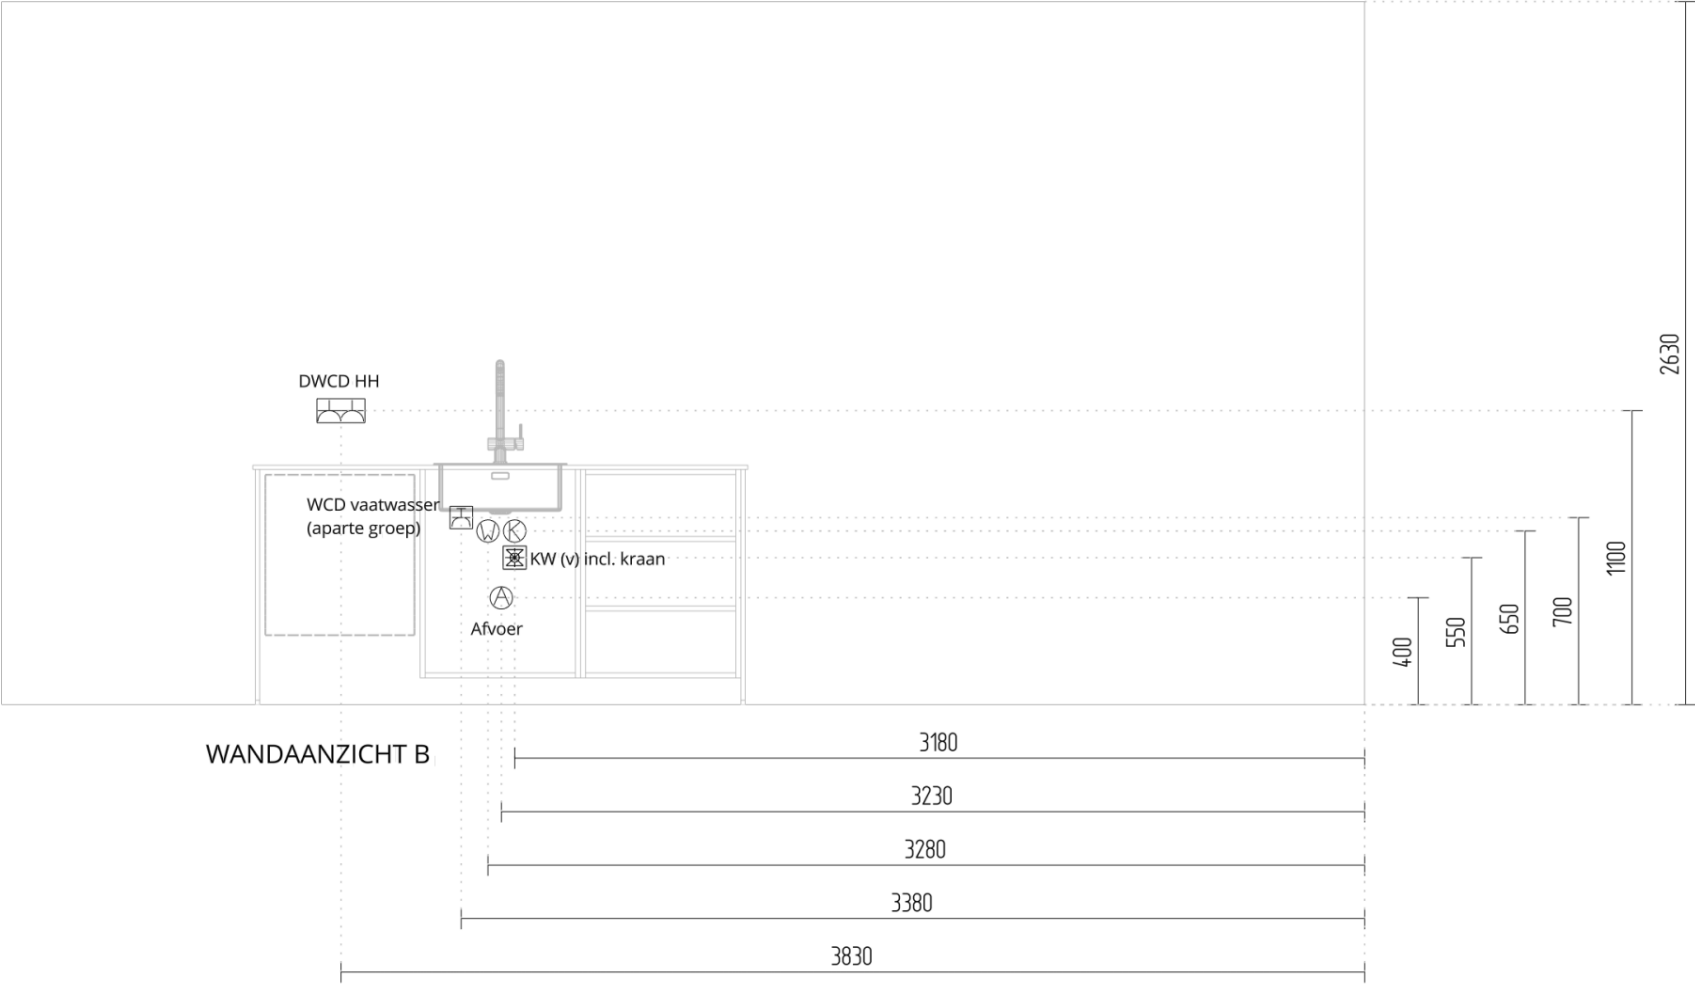 2630
DWCD HH
WCD vaatwasser
(aparte groep)
W K
KW (v) incl. kraan
A
Afvoer
400
550
650
700
1100
WANDAANZICHT B
3180
3230
3280
3380
3830